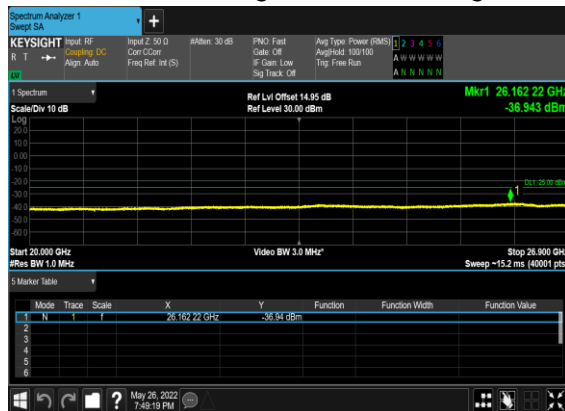 Spectrum Analyzer 1
Swept SA
+
KEYSIGHT Input: RF Input Z: 50 Ω #Atten: 30 dB PNO: Fast Avg Type: Power (RMS) 1 2 3 4 5 6
R T Coupling: DC Corr CCorr Gate: Off Avg|Hold: 100/100 A W W W W W
Align: Auto Freq Ref: Int (S) IF Gain: Low Trig: Free Run
Sig Track: Off A N N N N N
1 Spectrum Ref Lvl Offset 14.95 dB Mkr1 26.162 22 GHz
Scale/Div 10 dB Ref Level 30.00 dBm -36.943 dBm
Log
20.0
10.0
0.00
-10.0
-20.0
DL1 -25.00 dBm
-30.0
1
-40.0
-50.0
-60.0
Start 20.000 GHz Video BW 3.0 MHz* Stop 26.900 GHz
#Res BW 1.0 MHz Sweep ~15.2 ms (40001 pts
5 Marker Table
Mode Trace Scale X Y Function Function Width Function Value
1 N 1 f 26.162 22 GHz -36.94 dBm
2
3
4
5
6
? May 26, 2022
7:49:19 PM